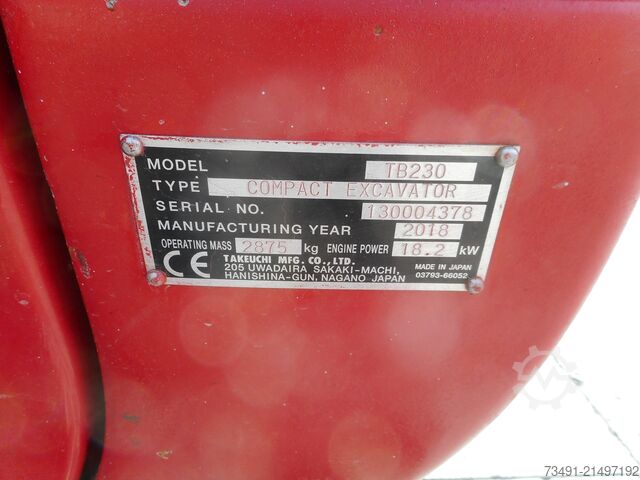 MODEL TB230
TYPE COMPACT EXCAVATOR
SERIAL NO. 130004378
MANUFACTURING YEAR 2018
OPERATING MASS 2875 kg ENGINE POWER 18.2 kW
CE TAKEUCHI MFG. CO., LTD.
205 UWADAIRA SAKAKI-MACHI,
HANISHINA-GUN, NAGANO JAPAN
MADE IN JAPAN
03793-66052
73491-21497192